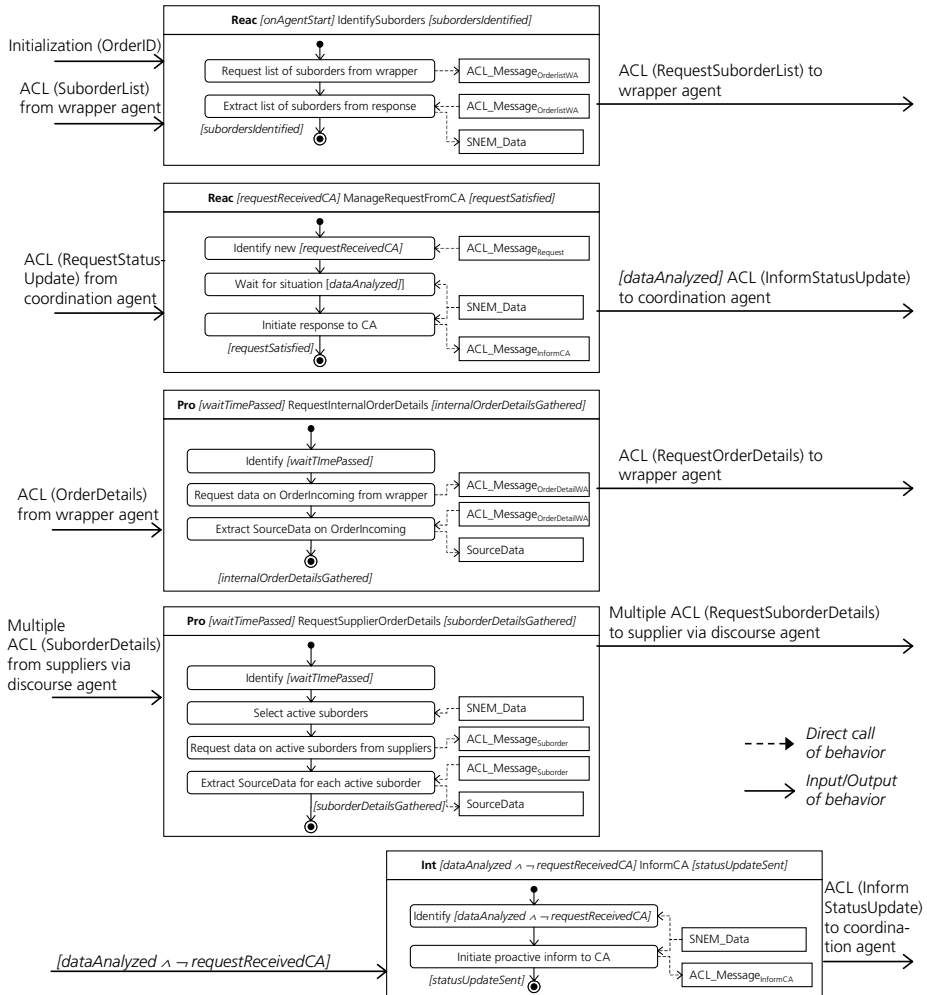 Reac [onAgentStart] IdentifySuborders [subordersIdentified]
Initialization (OrderID)
ACL (SuborderList)
from wrapper agent
Request list of suborders from wrapper
ACL_MessageOrderlistWA
Extract list of suborders from response
ACL_MessageOrderlistWA
[subordersIdentified]
SNEM_Data
ACL (RequestSuborderList) to
wrapper agent
Reac [requestReceivedCA] ManageRequestFromCA [requestSatisfied]
ACL (RequestStatus-
Update) from
coordination agent
Identify new [requestReceivedCA]
ACL_MessageRequest
Wait for situation [dataAnalyzed]]
SNEM_Data
Initiate response to CA
[requestSatisfied]
ACL_MessageInformCA
[dataAnalyzed] ACL (InformStatusUpdate)
to coordination agent
Pro [waitTimePassed] RequestInternalOrderDetails [internalOrderDetailsGathered]
ACL (OrderDetails)
from wrapper agent
Identify [waitTImePassed]
Request data on OrderIncoming from wrapper
ACL_MessageOrderDetailWA
ACL_MessageOrderDetailWA
Extract SourceData on OrderIncoming
SourceData
[internalOrderDetailsGathered]
ACL (RequestOrderDetails) to
wrapper agent
Pro [waitTimePassed] RequestSupplierOrderDetails [suborderDetailsGathered]
Multiple
ACL (SuborderDetails)
from suppliers via
discourse agent
Identify [waitTImePassed]
Select active suborders
SNEM_Data
Request data on active suborders from suppliers
ACL_MessageSuborder
ACL_MessageSuborder
Extract SourceData for each active suborder
[suborderDetailsGathered]
SourceData
Multiple ACL (RequestSuborderDetails)
to supplier via discourse agent
Direct call
of behavior
Input/Output
of behavior
Int [dataAnalyzed ∧ ¬ requestReceivedCA] InformCA [statusUpdateSent]
[dataAnalyzed ∧ ¬ requestReceivedCA]
Identify [dataAnalyzed ∧ ¬ requestReceivedCA]
SNEM_Data
Initiate proactive inform to CA
[statusUpdateSent]
ACL_MessageInformCA
ACL (Inform
StatusUpdate)
to coordina-
tion agent